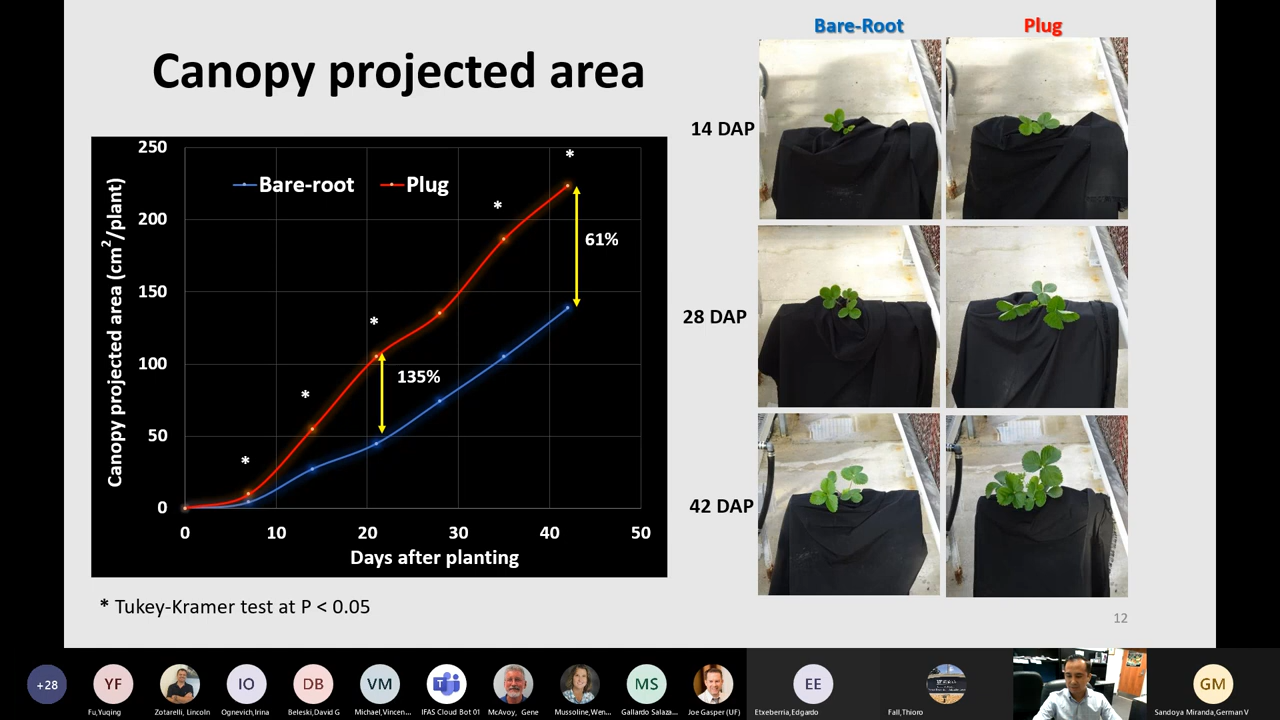 Canopy projected area
Bare-Root
Plug
14 DAP
28 DAP
42 DAP
Canopy projected area (cm²/plant)
250
200
150
100
50
0
Bare-root
Plug
*
*
*
*
*
135%
61%
0 10 20 30 40 50
Days after planting
* Tukey-Kramer test at P < 0.05
12
+28
YF
IO
DB
VM
MS
EE
GM
Fu,Yuqing
Zotarelli, Lincoln
Ognevich,Irina
Beleski,David G
Michael,Vincen...
IFAS Cloud Bot 01
McAvoy, Gene
Mussoline,Wen...
Gallardo Salaza...
Joe Gasper (UF)
Etxeberria,Edgardo
Fall,Thioro
Sandoya Miranda,German V